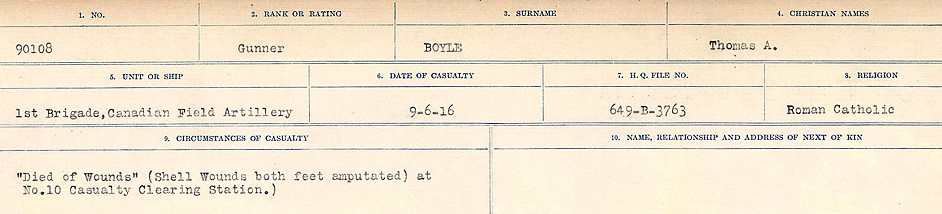 1. NO.
2. RANK OR RATING
3. SURNAME
4. CHRISTIAN NAMES
90108
Gunner
BOYLE
Thomas A.
5. UNIT OR SHIP
6. DATE OF CASUALTY
7. H.Q. FILE NO.
8. RELIGION
1st Brigade,Canadian Field Artillery
9-6-16
649-B-3763
Roman Catholic
9. CIRCUMSTANCES OF CASUALTY
10. NAME, RELATIONSHIP AND ADDRESS OF NEXT OF KIN
"Died of Wounds" (Shell Wounds both feet amputated) at
No.10 Casualty Clearing Station.)